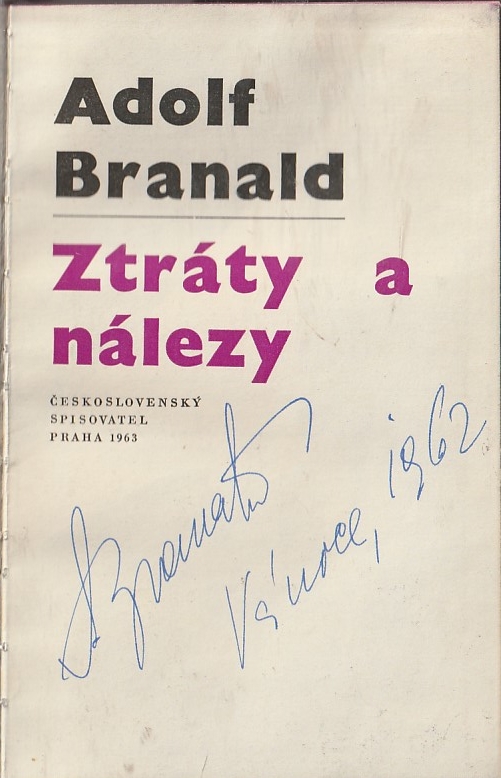 Adolf
Branald
Ztráty a
nálezy
ČESKOSLOVENSKÝ
SPISOVATEL
PRAHA 1963
A Branald
Vánoce, 1962